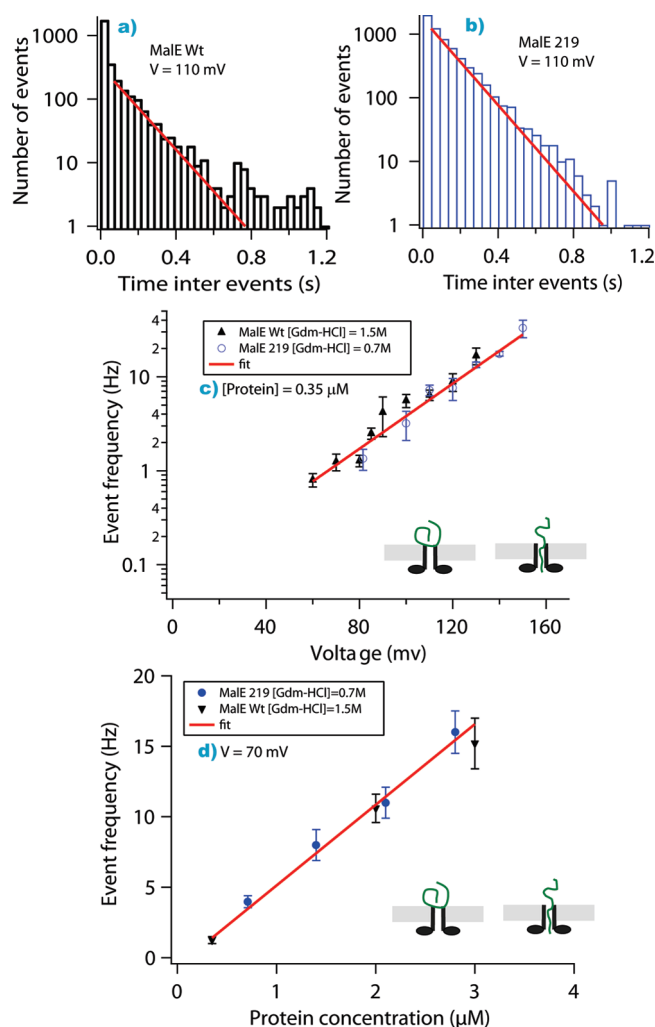 a)
MalE Wt
V = 110 mV
Number of events
1000
100
10
1
0.0 0.4 0.8 1.2
Time inter events (s)
b)
MalE 219
V = 110 mV
Number of events
1000
100
10
1
0.0 0.4 0.8 1.2
Time inter events (s)
MalE Wt [Gdm-HCl] = 1.5M
MalE 219 [Gdm-HCl] = 0.7M
fit
c) [Protein] = 0.35 µM
Event frequency (Hz)
4
2
10
4
2
1
4
2
0.1
0 40 80 120 160
Voltage (mv)
MalE 219 [Gdm-HCl]=0.7M
MalE Wt [Gdm-HCl]=1.5M
fit
d) V = 70 mV
Event frequency (Hz)
20
15
10
5
0
0 1 2 3 4
Protein concentration (µM)